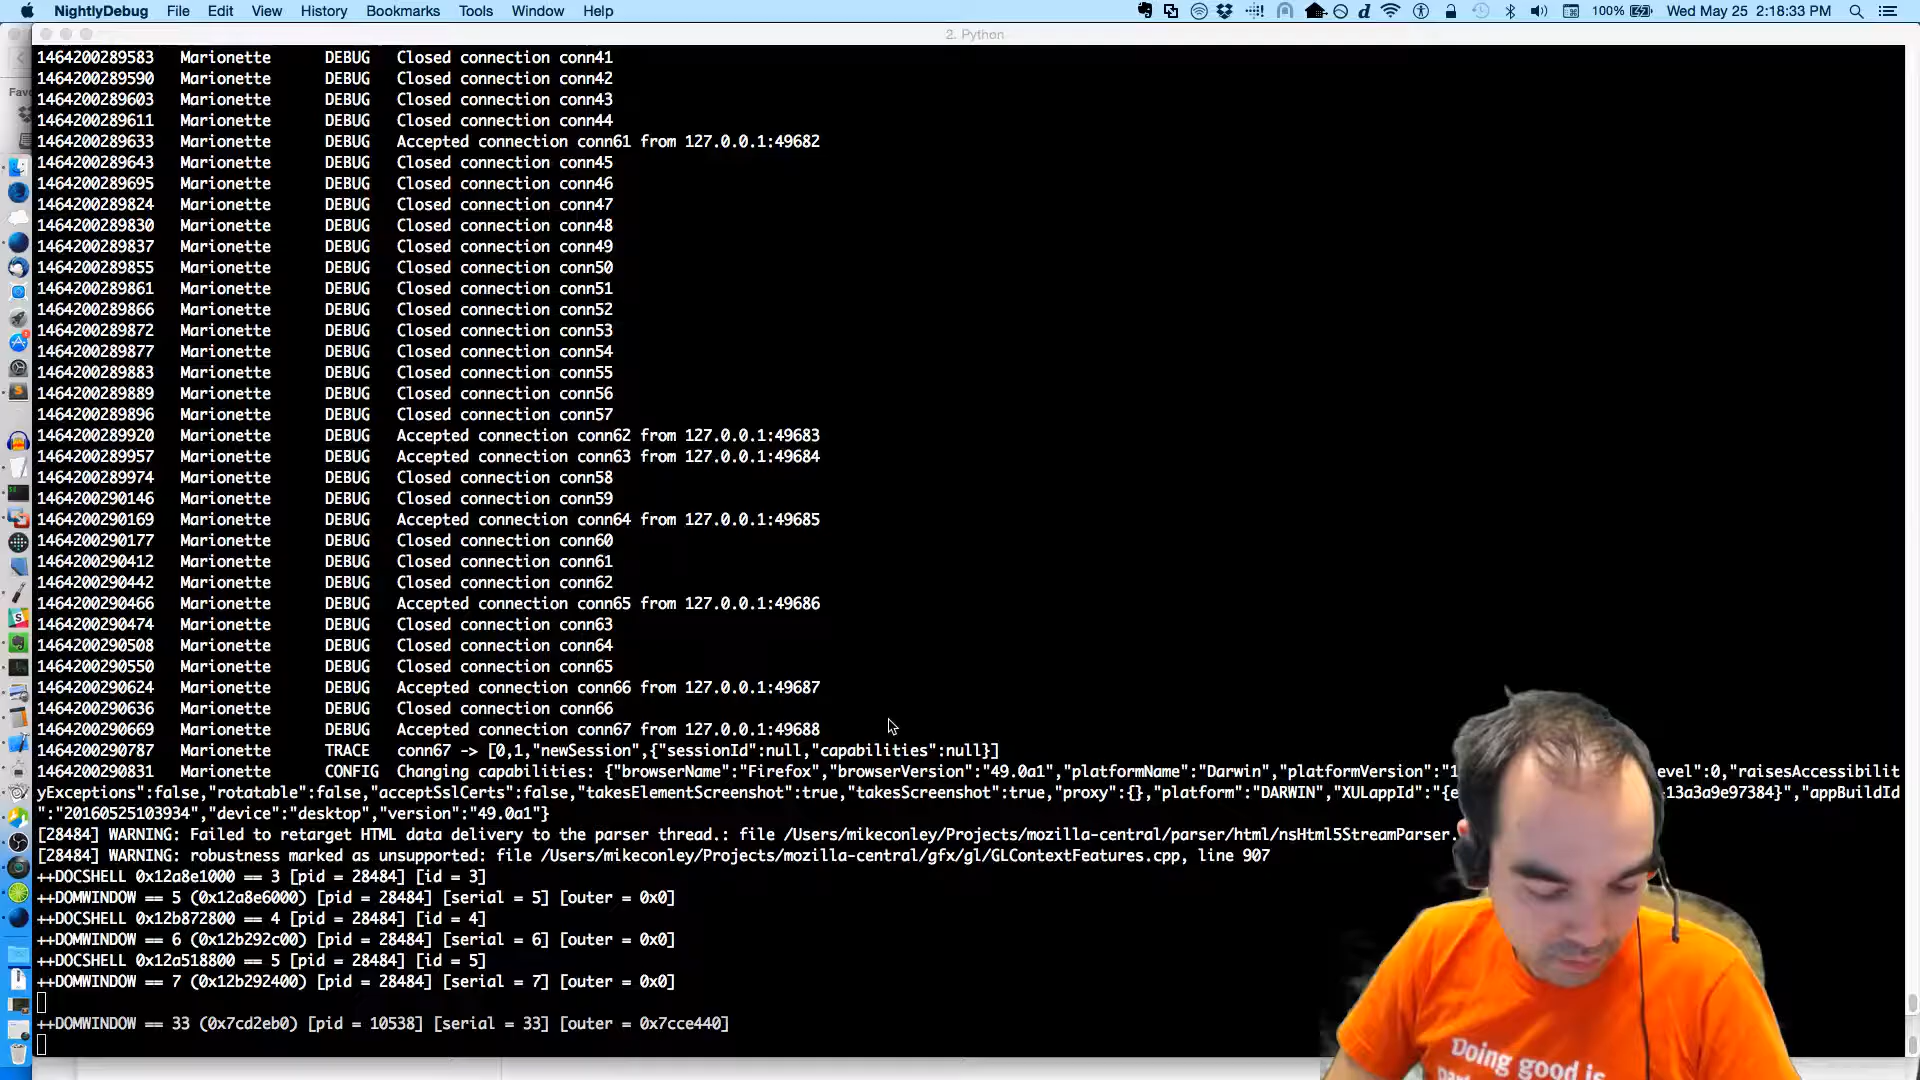 NightlyDebug File Edit View History Bookmarks Tools Window Help 100% Wed May 25 2:18:33 PM
2. Python
Fav
1464200289583 Marionette DEBUG Closed connection conn41
1464200289590 Marionette DEBUG Closed connection conn42
1464200289603 Marionette DEBUG Closed connection conn43
1464200289611 Marionette DEBUG Closed connection conn44
1464200289633 Marionette DEBUG Accepted connection conn61 from 127.0.0.1:49682
1464200289643 Marionette DEBUG Closed connection conn45
1464200289695 Marionette DEBUG Closed connection conn46
1464200289824 Marionette DEBUG Closed connection conn47
1464200289830 Marionette DEBUG Closed connection conn48
1464200289837 Marionette DEBUG Closed connection conn49
1464200289855 Marionette DEBUG Closed connection conn50
1464200289861 Marionette DEBUG Closed connection conn51
1464200289866 Marionette DEBUG Closed connection conn52
1464200289872 Marionette DEBUG Closed connection conn53
1464200289877 Marionette DEBUG Closed connection conn54
1464200289883 Marionette DEBUG Closed connection conn55
1464200289889 Marionette DEBUG Closed connection conn56
1464200289896 Marionette DEBUG Closed connection conn57
1464200289920 Marionette DEBUG Accepted connection conn62 from 127.0.0.1:49683
1464200289957 Marionette DEBUG Accepted connection conn63 from 127.0.0.1:49684
1464200289974 Marionette DEBUG Closed connection conn58
1464200290146 Marionette DEBUG Closed connection conn59
1464200290169 Marionette DEBUG Accepted connection conn64 from 127.0.0.1:49685
1464200290177 Marionette DEBUG Closed connection conn60
1464200290412 Marionette DEBUG Closed connection conn61
1464200290442 Marionette DEBUG Closed connection conn62
1464200290466 Marionette DEBUG Accepted connection conn65 from 127.0.0.1:49686
1464200290474 Marionette DEBUG Closed connection conn63
1464200290508 Marionette DEBUG Closed connection conn64
1464200290550 Marionette DEBUG Closed connection conn65
1464200290624 Marionette DEBUG Accepted connection conn66 from 127.0.0.1:49687
1464200290636 Marionette DEBUG Closed connection conn66
1464200290669 Marionette DEBUG Accepted connection conn67 from 127.0.0.1:49688
1464200290787 Marionette TRACE conn67 -> [0,1,"newSession",{"sessionId":null,"capabilities":null}]
1464200290831 Marionette CONFIG Changing capabilities: {"browserName":"Firefox","browserVersion":"49.0a1","platformName":"Darwin","platformVersion":"1 evel":0,"raisesAccessibilit
yExceptions":false,"rotatable":false,"acceptSslCerts":false,"takesElementScreenshot":true,"takesScreenshot":true,"proxy":{},"platform":"DARWIN","XULappId":"{e 13a3a9e97384}","appBuildId
":"20160525103934","device":"desktop","version":"49.0a1"}
[28484] WARNING: Failed to retarget HTML data delivery to the parser thread.: file /Users/mikeconley/Projects/mozilla-central/parser/html/nsHtml5StreamParser.
[28484] WARNING: robustness marked as unsupported: file /Users/mikeconley/Projects/mozilla-central/gfx/gl/GLContextFeatures.cpp, line 907
++DOCSHELL 0x12a8e1000 == 3 [pid = 28484] [id = 3]
++DOMWINDOW == 5 (0x12a8e6000) [pid = 28484] [serial = 5] [outer = 0x0]
++DOCSHELL 0x12b872800 == 4 [pid = 28484] [id = 4]
++DOMWINDOW == 6 (0x12b292c00) [pid = 28484] [serial = 6] [outer = 0x0]
++DOCSHELL 0x12a518800 == 5 [pid = 28484] [id = 5]
++DOMWINDOW == 7 (0x12b292400) [pid = 28484] [serial = 7] [outer = 0x0]
++DOMWINDOW == 33 (0x7cd2eb0) [pid = 10538] [serial = 33] [outer = 0x7cce440]
Doing good is